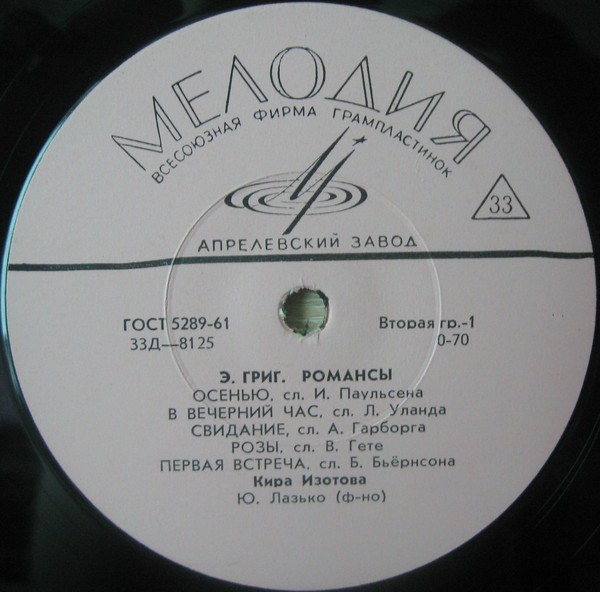 МЕЛОДИЯ
ВСЕСОЮЗНАЯ ФИРМА ГРАМПЛАСТИНОК
33
АПРЕЛЕВСКИЙ ЗАВОД
ГОСТ 5289-61 Вторая гр.-1
33Д—8125 0-70
Э. ГРИГ. РОМАНСЫ
ОСЕНЬЮ, сл. И. Паульсена
В ВЕЧЕРНИЙ ЧАС, сл. Л. Уланда
СВИДАНИЕ, сл. А. Гарборга
РОЗЫ, сл. В. Гете
ПЕРВАЯ ВСТРЕЧА, сл. Б. Бьёрнсона
Кира Изотова
Ю. Лазько (ф-но)